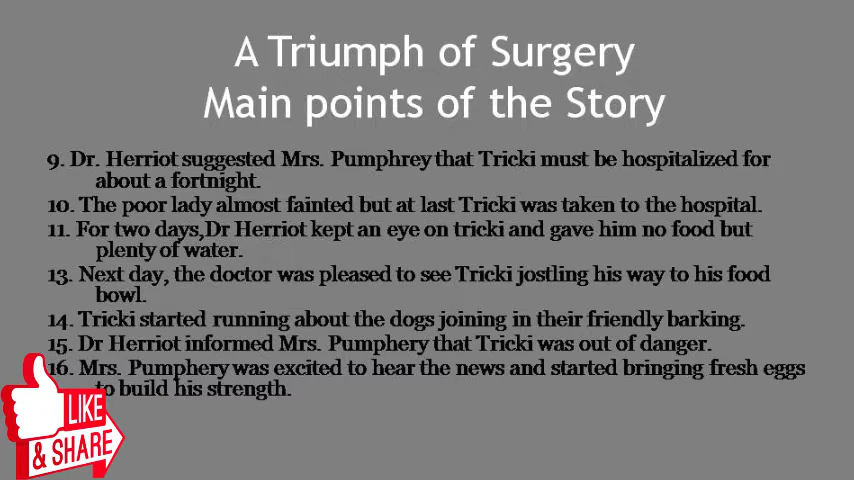 A Triumph of Surgery
Main points of the Story
9. Dr. Herriot suggested Mrs. Pumphrey that Tricki must be hospitalized for
about a fortnight.
10. The poor lady almost fainted but at last Tricki was taken to the hospital.
11. For two days,Dr Herriot kept an eye on tricki and gave him no food but
plenty of water.
13. Next day, the doctor was pleased to see Tricki jostling his way to his food
bowl.
14. Tricki started running about the dogs joining in their friendly barking.
15. Dr Herriot informed Mrs. Pumphery that Tricki was out of danger.
16. Mrs. Pumphery was excited to hear the news and started bringing fresh eggs
to build his strength.
LIKE
& SHARE